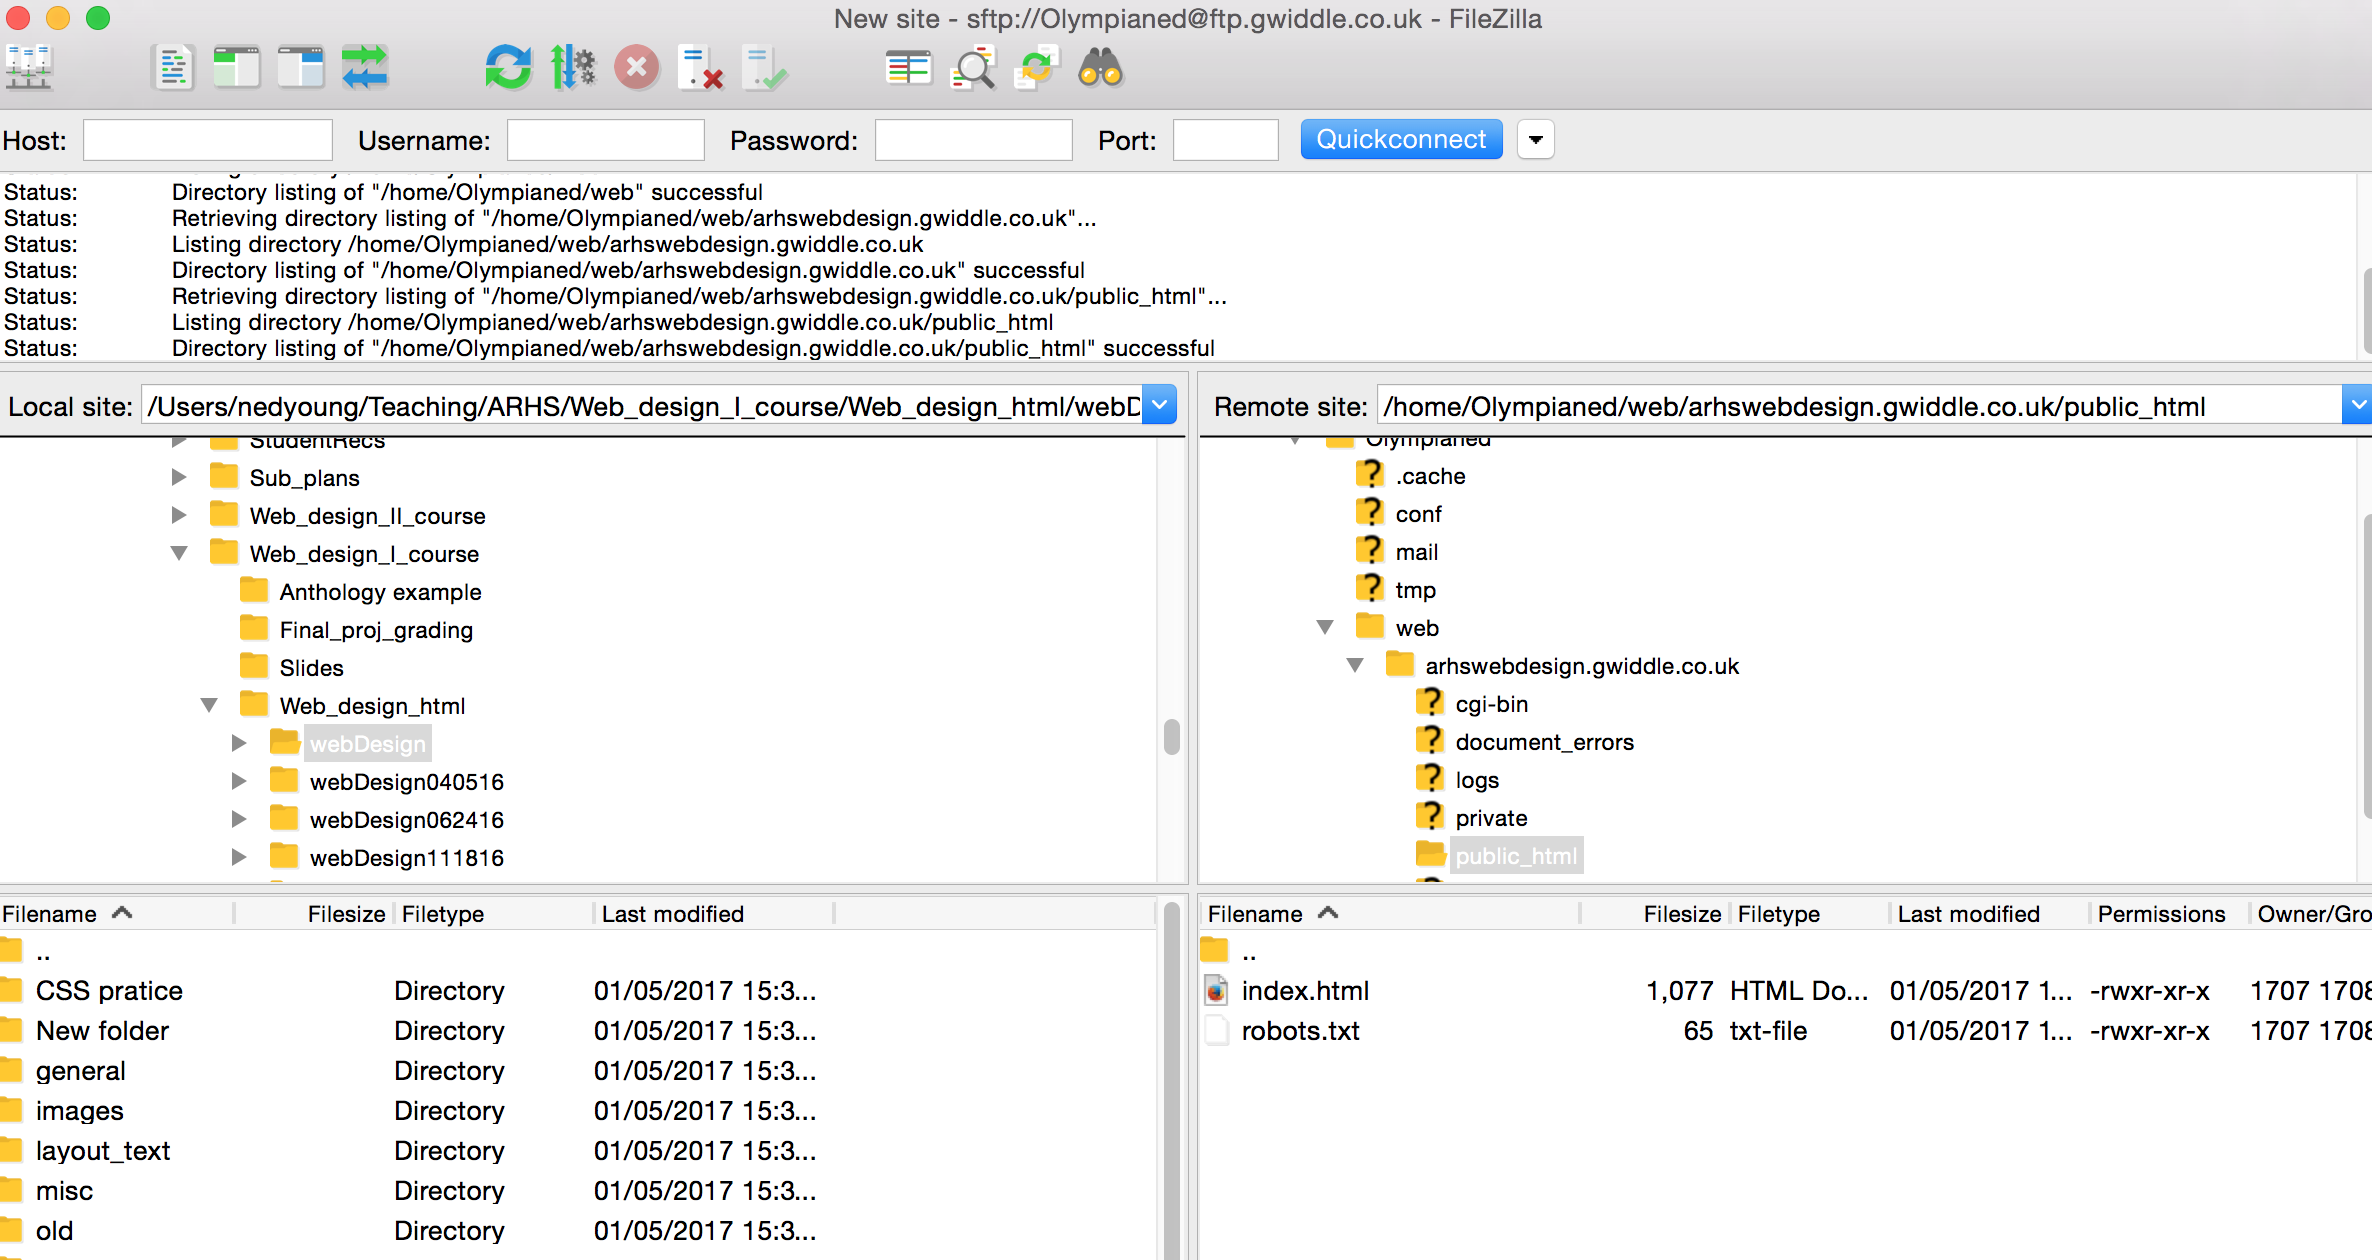 New site - sftp://Olympianed@ftp.gwiddle.co.uk - FileZilla
Host: Username: Password: Port: Quickconnect
Status: Directory listing of "/home/Olympianed/web" successful
Status: Retrieving directory listing of "/home/Olympianed/web/arhswebdesign.gwiddle.co.uk"...
Status: Listing directory /home/Olympianed/web/arhswebdesign.gwiddle.co.uk
Status: Directory listing of "/home/Olympianed/web/arhswebdesign.gwiddle.co.uk" successful
Status: Retrieving directory listing of "/home/Olympianed/web/arhswebdesign.gwiddle.co.uk/public_html"...
Status: Listing directory /home/Olympianed/web/arhswebdesign.gwiddle.co.uk/public_html
Status: Directory listing of "/home/Olympianed/web/arhswebdesign.gwiddle.co.uk/public_html" successful
Local site: /Users/nedyoung/Teaching/ARHS/Web_design_I_course/Web_design_html/webD
StudentRecs
Sub_plans
Web_design_II_course
Web_design_I_course
Anthology example
Final_proj_grading
Slides
Web_design_html
webDesign
webDesign040516
webDesign062416
webDesign111816
Filename Filesize Filetype Last modified
..
CSS pratice Directory 01/05/2017 15:3...
New folder Directory 01/05/2017 15:3...
general Directory 01/05/2017 15:3...
images Directory 01/05/2017 15:3...
layout_text Directory 01/05/2017 15:3...
misc Directory 01/05/2017 15:3...
old Directory 01/05/2017 15:3...
Remote site: /home/Olympianed/web/arhswebdesign.gwiddle.co.uk/public_html
Olympianed
.cache
conf
mail
tmp
web
arhswebdesign.gwiddle.co.uk
cgi-bin
document_errors
logs
private
public_html
Filename Filesize Filetype Last modified Permissions Owner/Gro
..
index.html 1,077 HTML Do... 01/05/2017 1... -rwxr-xr-x 1707 1708
robots.txt 65 txt-file 01/05/2017 1... -rwxr-xr-x 1707 1708